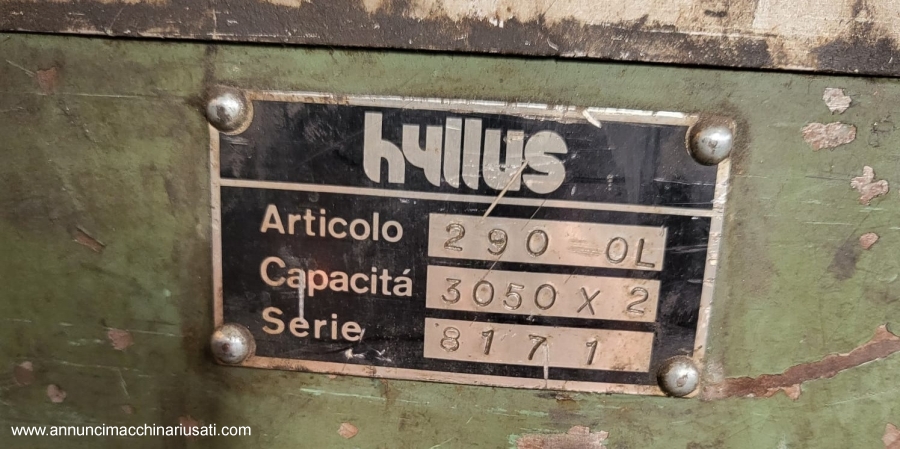 hyllus
Articolo 290 - OL
Capacitá 3050 X 2
Serie 8171
www.annuncimacchinariusati.com